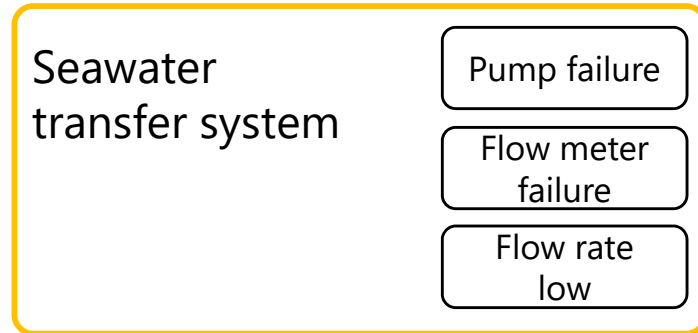 Seawater
transfer system
Pump failure
Flow meter
failure
Flow rate
low